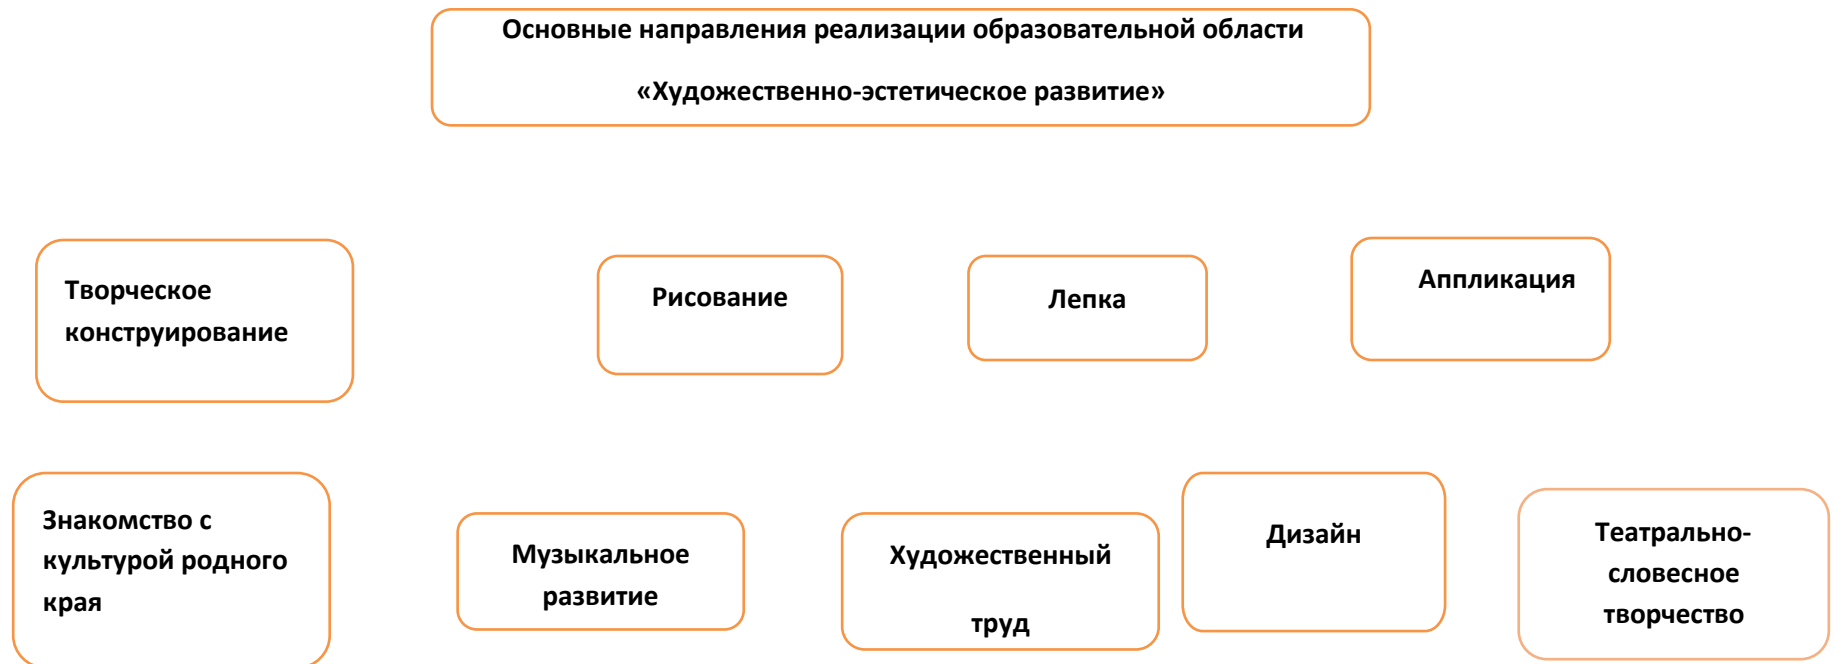 Основные направления реализации образовательной области
«Художественно-эстетическое развитие»
Творческое
конструирование
Рисование
Лепка
Аппликация
Знакомство с
культурой родного
края
Музыкальное
развитие
Художественный
труд
Дизайн
Театрально-
словесное
творчество